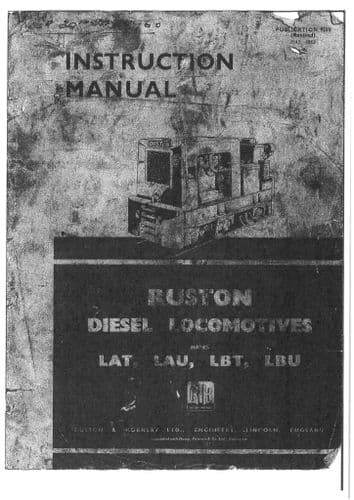 INSTRUCTION
MANUAL
RUSTON
DIESEL LOCOMOTIVES
LAT, LAU, LBT, LBU
RUSTON & HORNSBY LTD., ENGINEERS, LINCOLN, ENGLAND